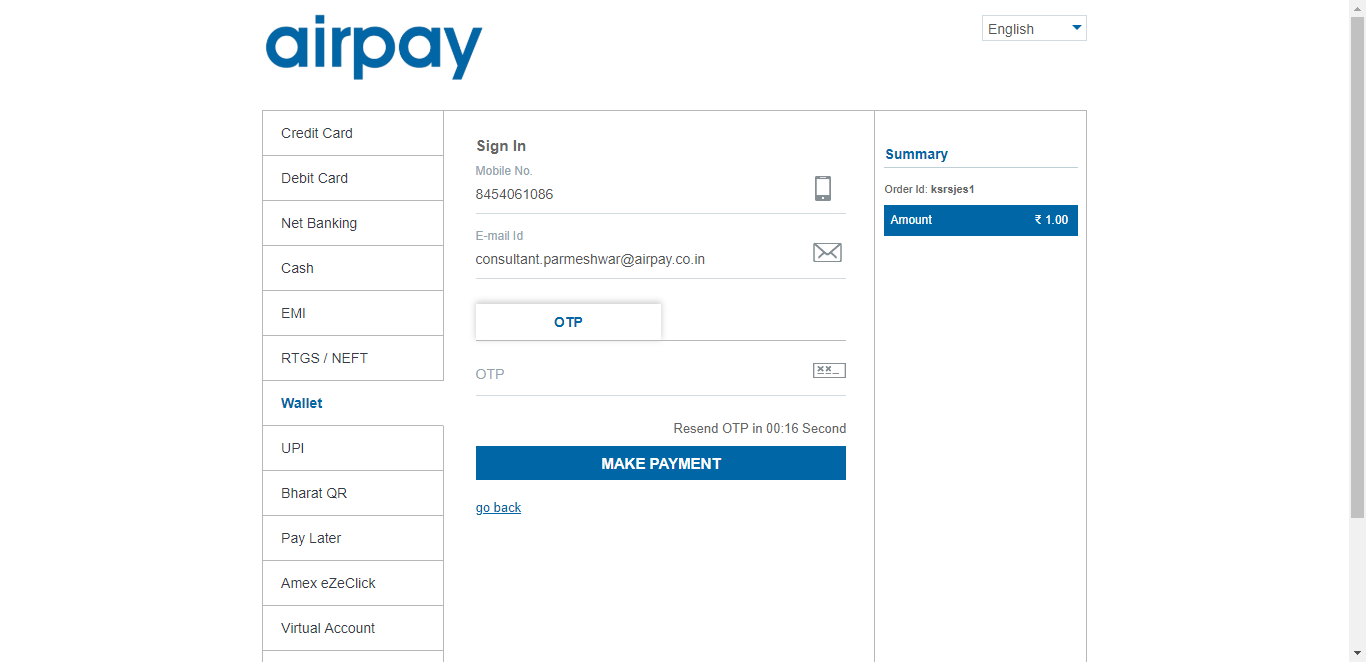 airpay
English
Credit Card
Debit Card
Net Banking
Cash
EMI
RTGS / NEFT
Wallet
UPI
Bharat QR
Pay Later
Amex eZeClick
Virtual Account
Sign In
Mobile No.
8454061086
E-mail Id
consultant.parmeshwar@airpay.co.in
OTP
OTP
Resend OTP in 00:16 Second
MAKE PAYMENT
go back
Summary
Order Id: ksrsjes1
Amount ₹ 1.00